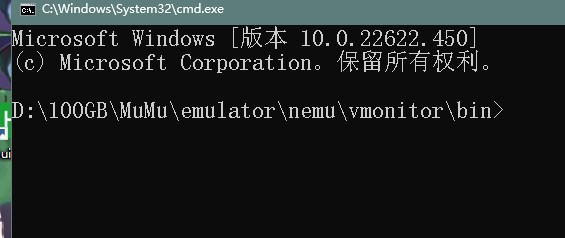 C:\Windows\System32\cmd.exe
Microsoft Windows [版本 10.0.22622.450]
(c) Microsoft Corporation。保留所有权利。
D:\100GB\MuMu\emulator\nemu\vmonitor\bin>
ui